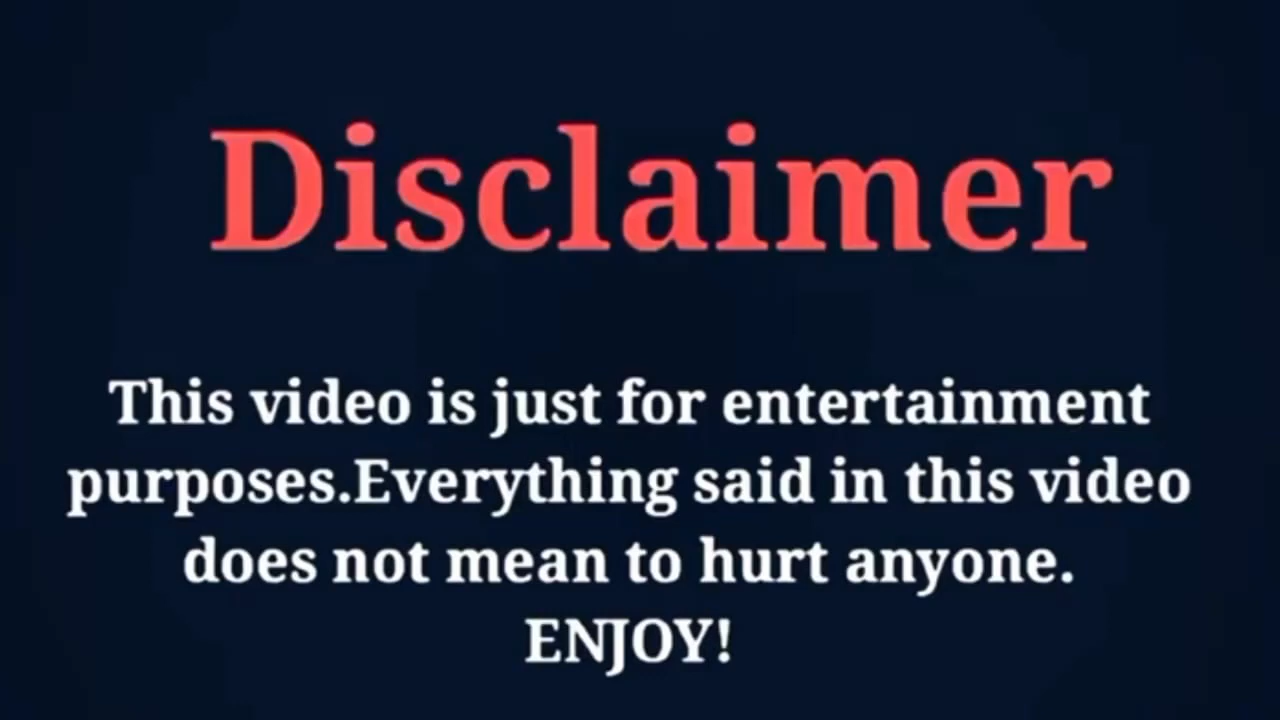 Disclaimer
This video is just for entertainment
purposes.Everything said in this video
does not mean to hurt anyone.
ENJOY!